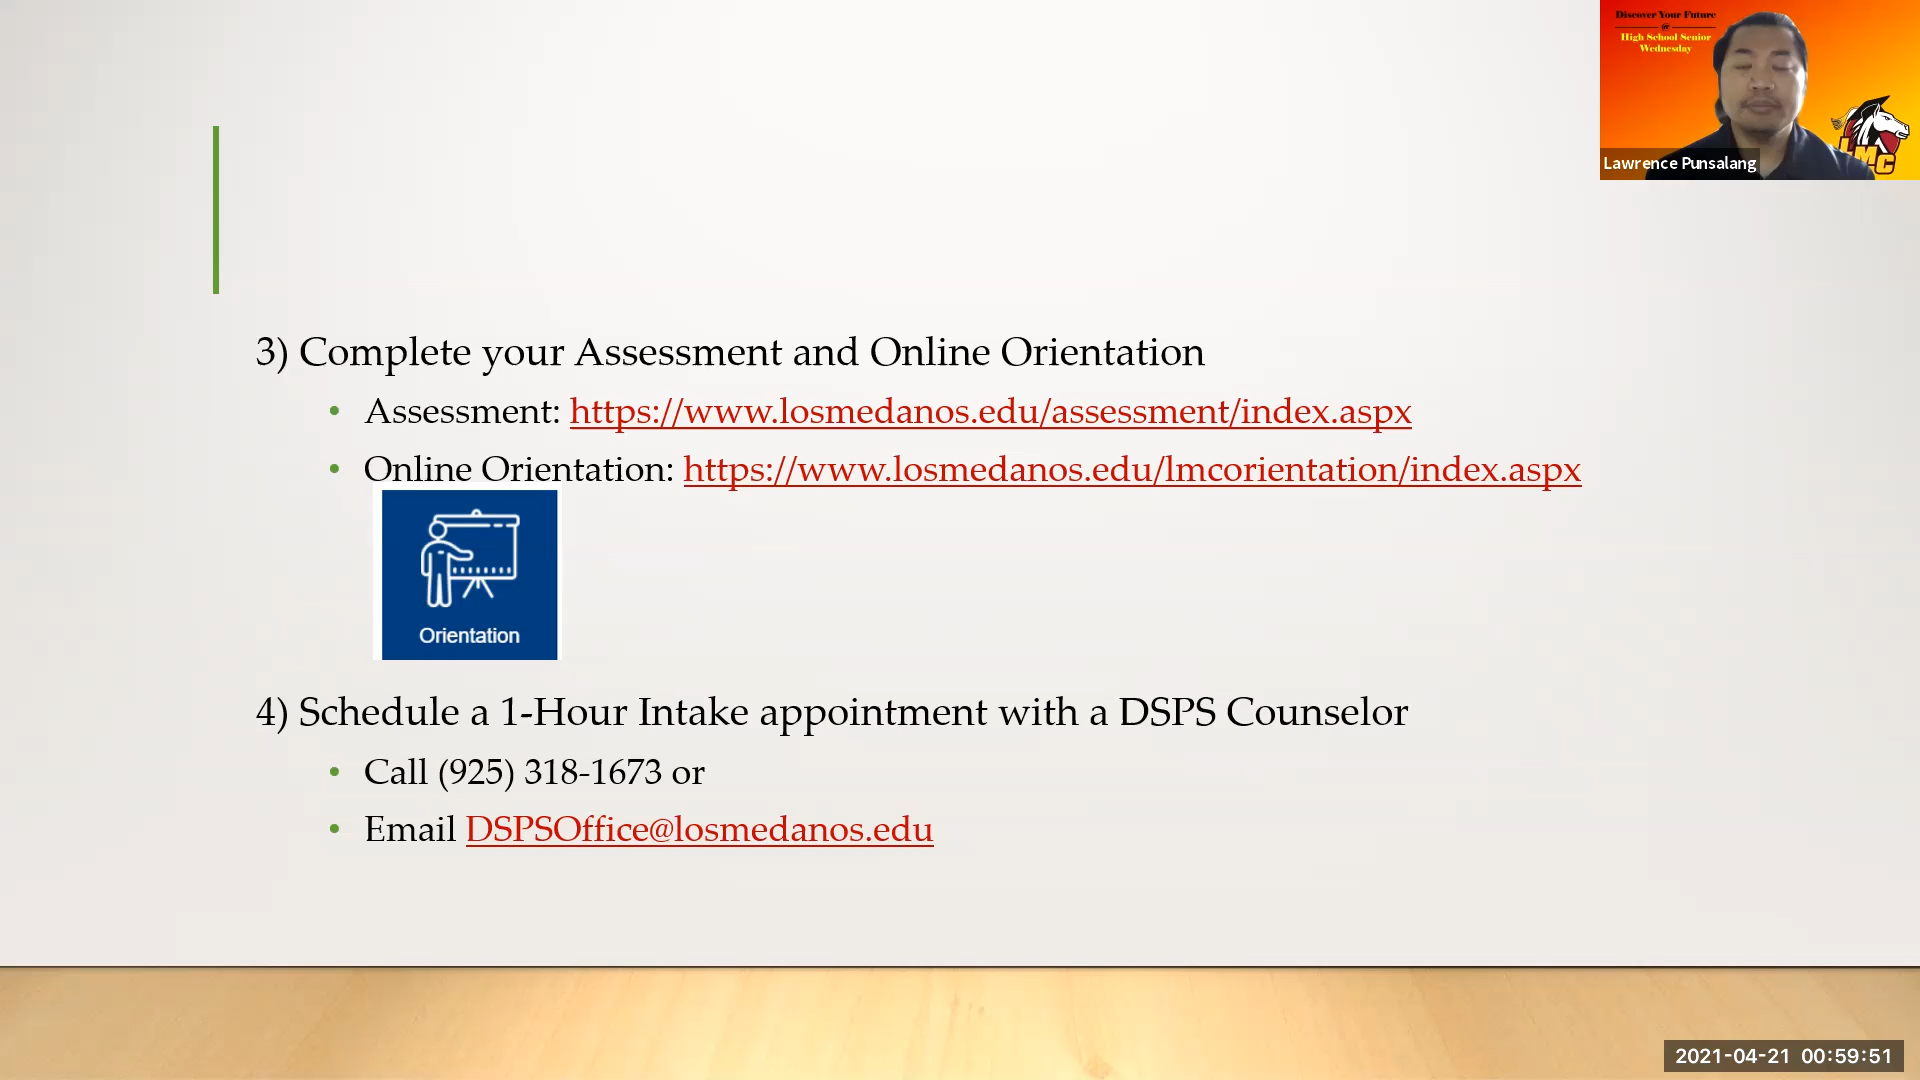 Discover Your Future
@
High School Senior
Wednesday
LMC
Lawrence Punsalang
3) Complete your Assessment and Online Orientation
• Assessment: https://www.losmedanos.edu/assessment/index.aspx
• Online Orientation: https://www.losmedanos.edu/lmcorientation/index.aspx
Orientation
4) Schedule a 1-Hour Intake appointment with a DSPS Counselor
• Call (925) 318-1673 or
• Email DSPSOffice@losmedanos.edu
2021-04-21 00:59:51